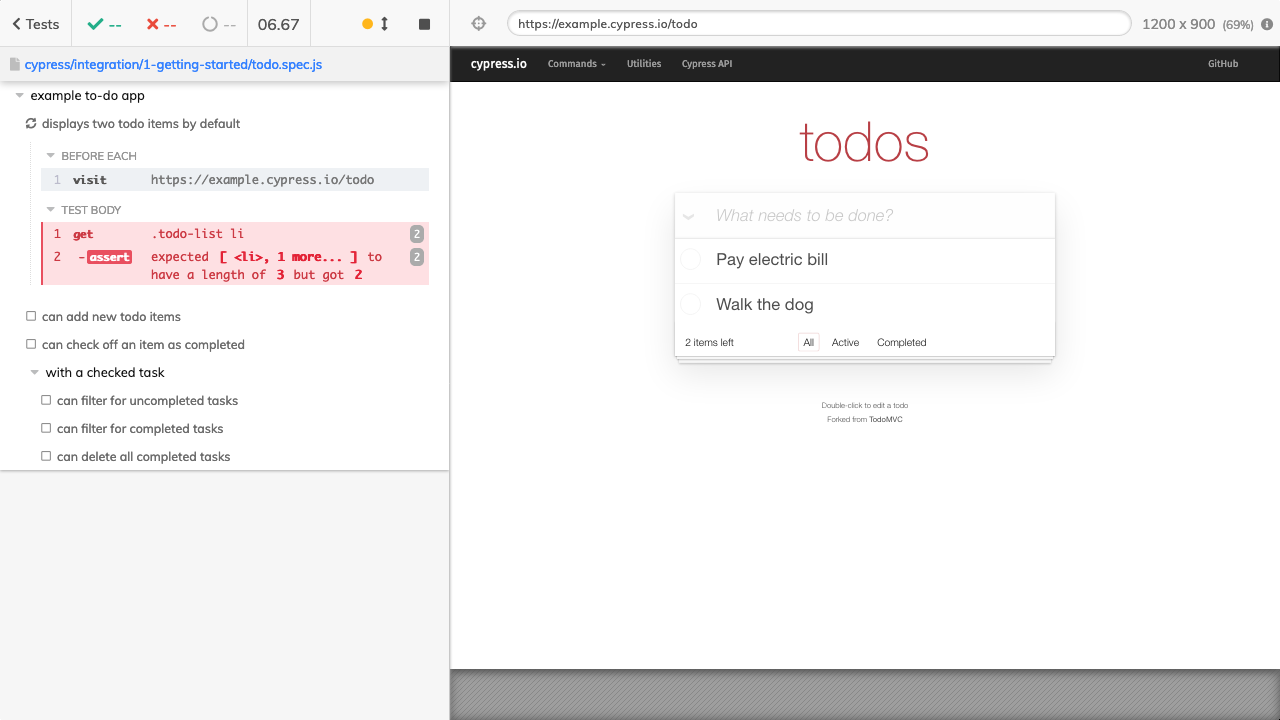 Tests -- -- -- 06.67
cypress/integration/1-getting-started/todo.spec.js
example to-do app
displays two todo items by default
BEFORE EACH
1 visit https://example.cypress.io/todo
TEST BODY
1 get .todo-list li 2
2 -assert expected [ <li>, 1 more... ] to 2
have a length of 3 but got 2
can add new todo items
can check off an item as completed
with a checked task
can filter for uncompleted tasks
can filter for completed tasks
can delete all completed tasks
https://example.cypress.io/todo 1200 x 900 (69%)
cypress.io Commands Utilities Cypress API GitHub
todos
What needs to be done?
Pay electric bill
Walk the dog
2 items left All Active Completed
Double-click to edit a todo
Forked from TodoMVC